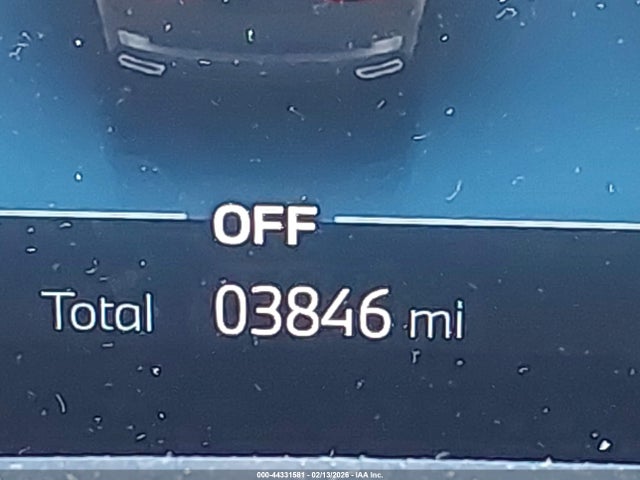 OFF
Total 03846 mi
000-44331581 - 02/13/2026 - IAA Inc.